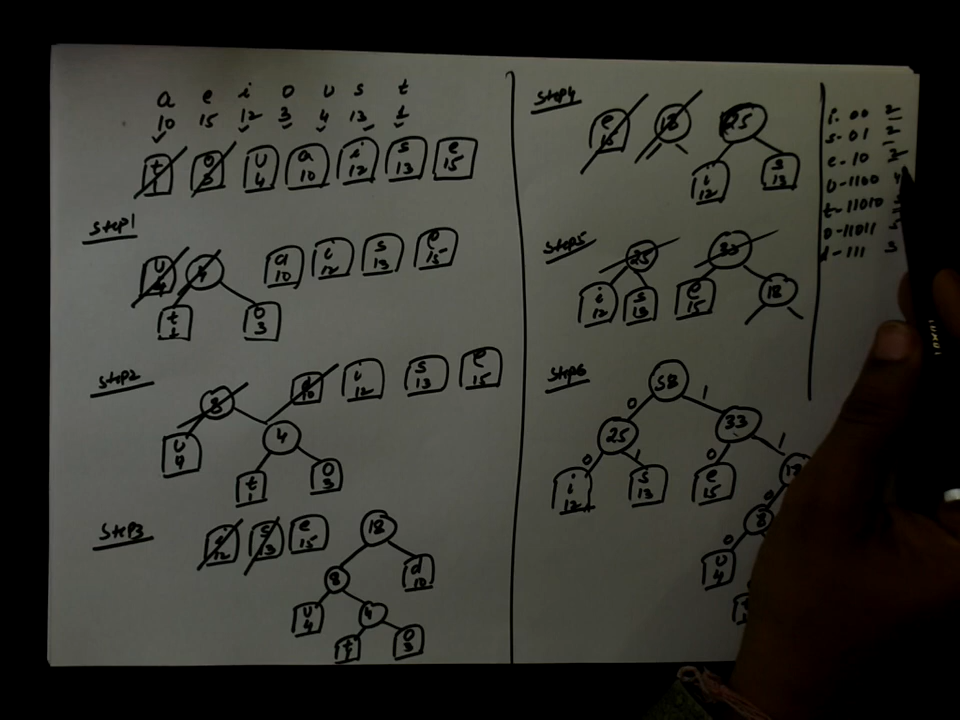 a e i o u s t
10 15 12 3 4 13 1
t 1 o 3 u 4 a 10 i 12 s 13 e 15
Step1
u 4 4 a 10 i 12 s 13 e 15
t 1 o 3
Step2
8 a 10 i 12 s 13 e 15
u 4 4
t 1 o 3
Step3
i 12 s 13 e 15 18
8 a 10
u 4 4
t 1 o 3
Step4
e 15 18 25
i 12 s 13
Step5
25 33
i 12 s 13 e 15 18
Step6
58
0 1
25 33
0 1 0 1
i 12 s 13 e 15 18
0
8
0
u 4
i- 00 2
s- 01 2
e- 10 2
u- 1100
t- 11010
o- 11011
111